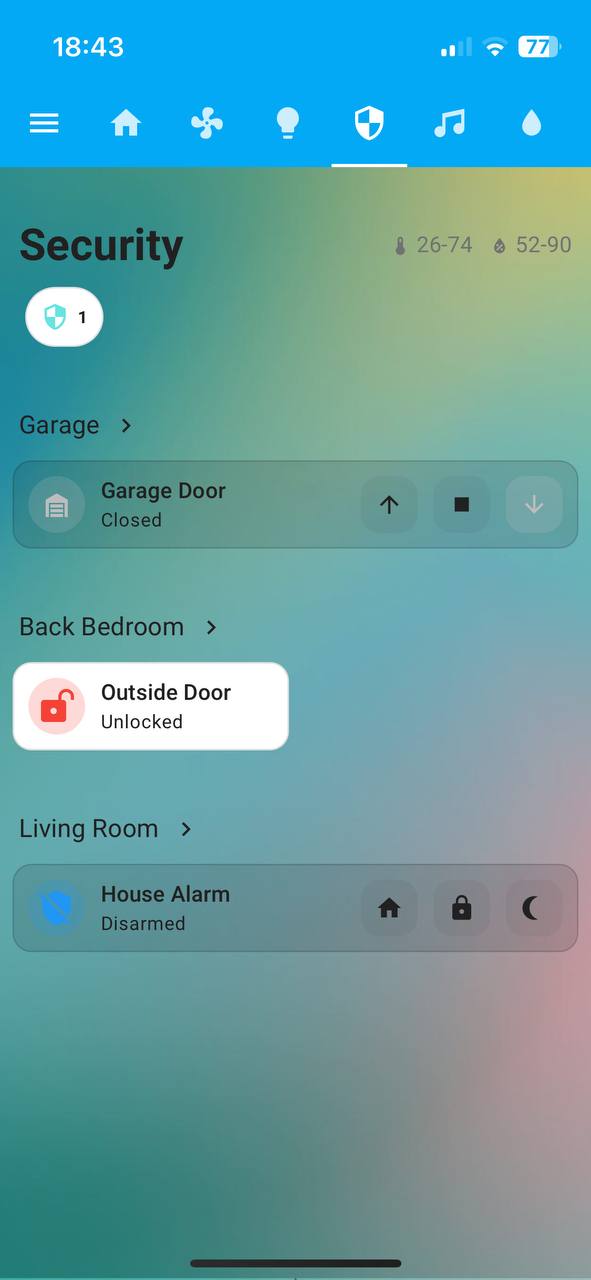 18:43
77
Security
26-74 52-90
1
Garage
Garage Door
Closed
Back Bedroom
Outside Door
Unlocked
Living Room
House Alarm
Disarmed